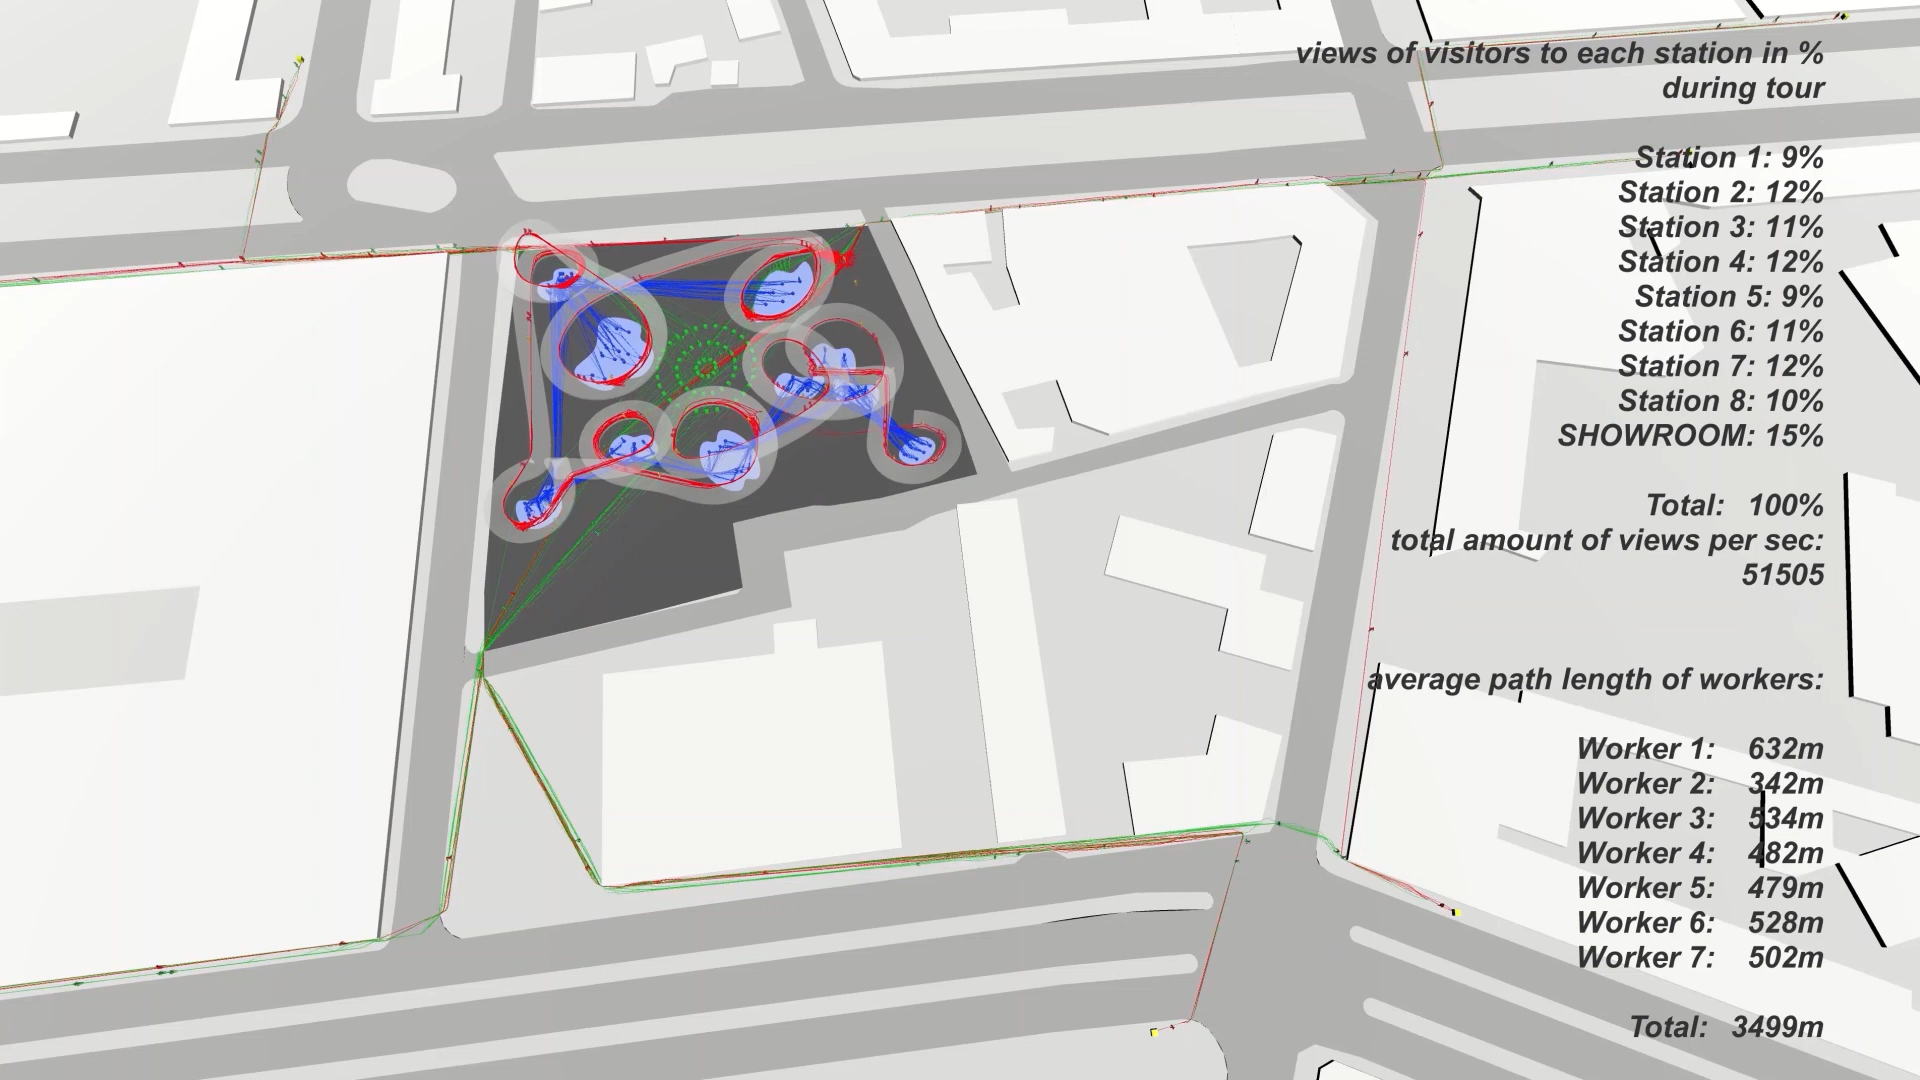 views of visitors to each station in %
during tour
Station 1: 9%
Station 2: 12%
Station 3: 11%
Station 4: 12%
Station 5: 9%
Station 6: 11%
Station 7: 12%
Station 8: 10%
SHOWROOM: 15%
Total: 100%
total amount of views per sec:
51505
average path length of workers:
Worker 1: 632m
Worker 2: 342m
Worker 3: 534m
Worker 4: 482m
Worker 5: 479m
Worker 6: 528m
Worker 7: 502m
Total: 3499m